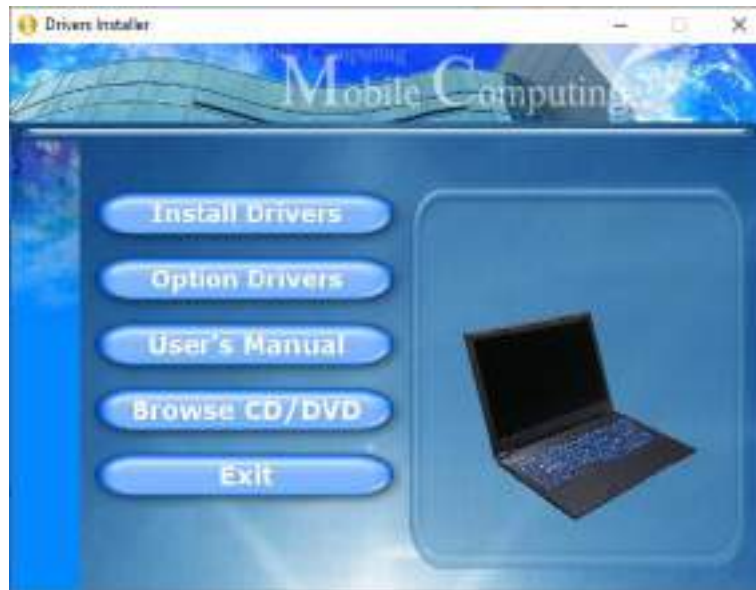 Drivers Installer
Mobile Computing
Install Drivers
Option Drivers
User's Manual
Browse CD/DVD
Exit